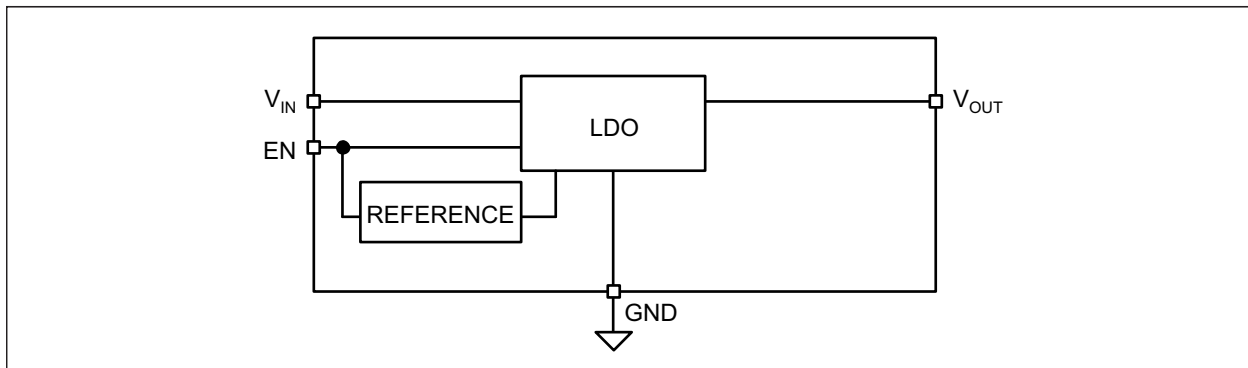 V_IN
LDO
V_OUT
EN
REFERENCE
GND